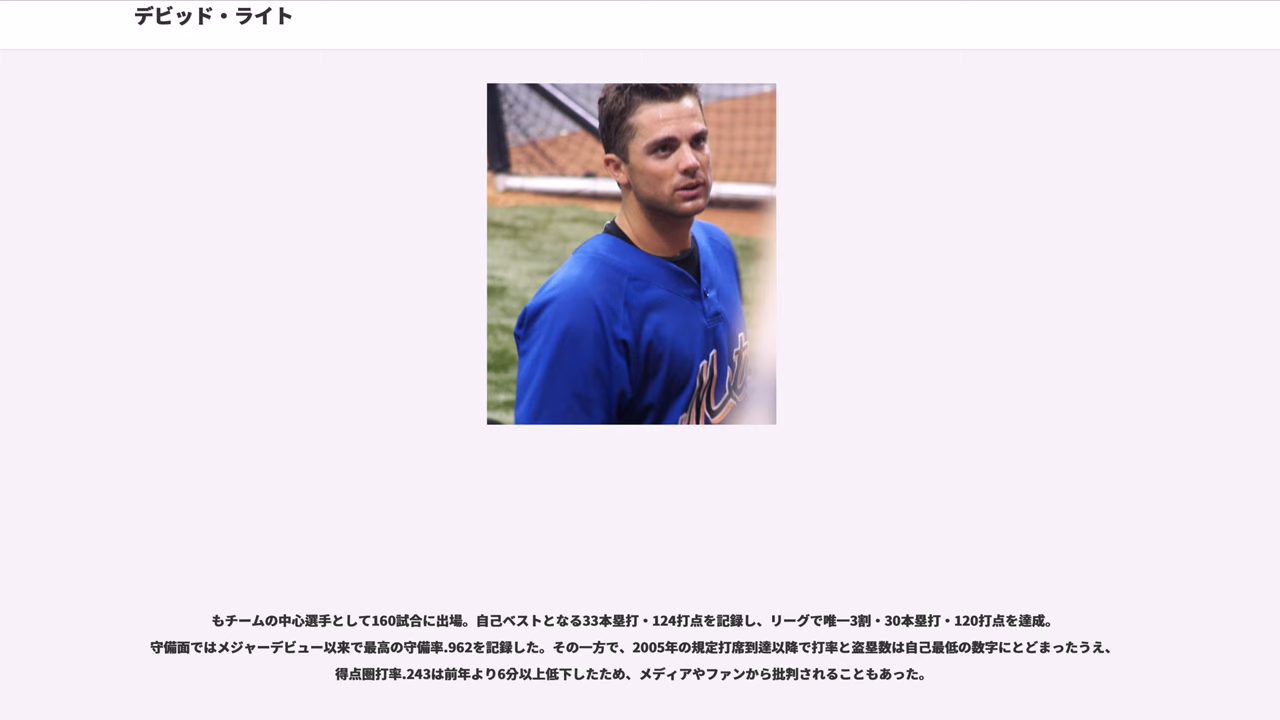 デビッド・ライト
Mets
もチームの中心選手として160試合に出場。自己ベストとなる33本塁打・124打点を記録し、リーグで唯一3割・30本塁打・120打点を達成。
守備面ではメジャーデビュー以来で最高の守備率.962を記録した。その一方で、2005年の規定打席到達以降で打率と盗塁数は自己最低の数字にとどまったうえ、
得点圏打率.243は前年より6分以上低下したため、メディアやファンから批判されることもあった。